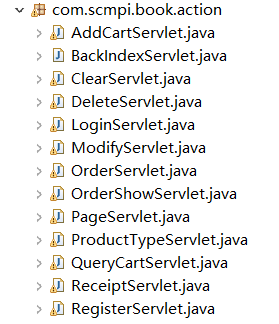 com.scmpi.book.action
AddCartServlet.java
BackIndexServlet.java
ClearServlet.java
DeleteServlet.java
LoginServlet.java
ModifyServlet.java
OrderServlet.java
OrderShowServlet.java
PageServlet.java
ProductTypeServlet.java
QueryCartServlet.java
ReceiptServlet.java
RegisterServlet.java